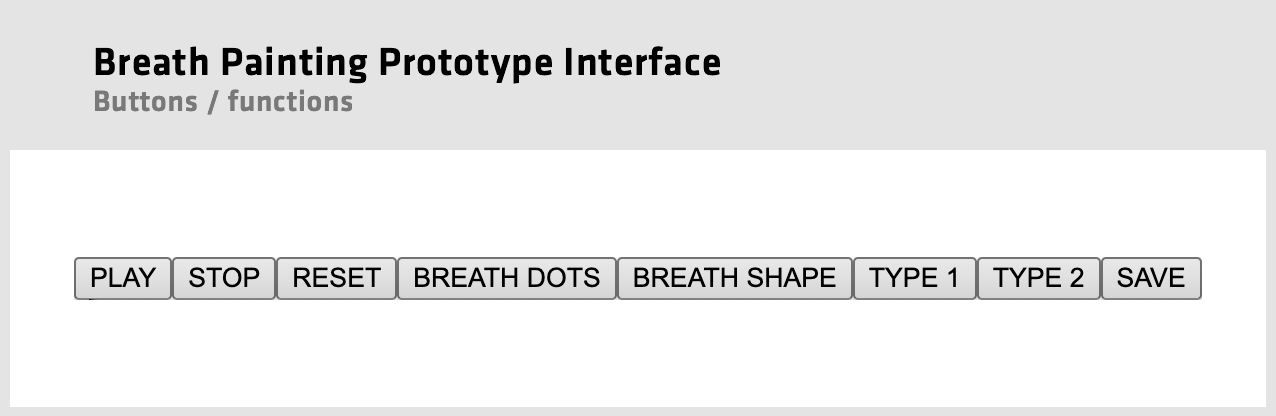 Breath Painting Prototype Interface
Buttons / functions
PLAY STOP RESET BREATH DOTS BREATH SHAPE TYPE 1 TYPE 2 SAVE